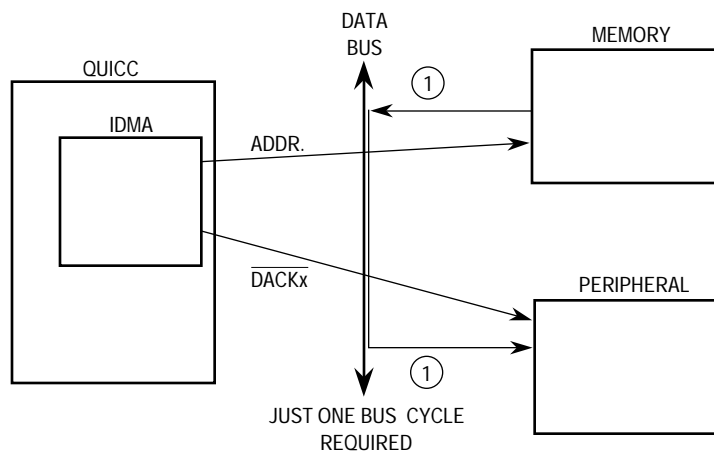 DATA
BUS
MEMORY
QUICC
1
IDMA
ADDR.
DACKx
PERIPHERAL
1
JUST ONE BUS CYCLE
REQUIRED